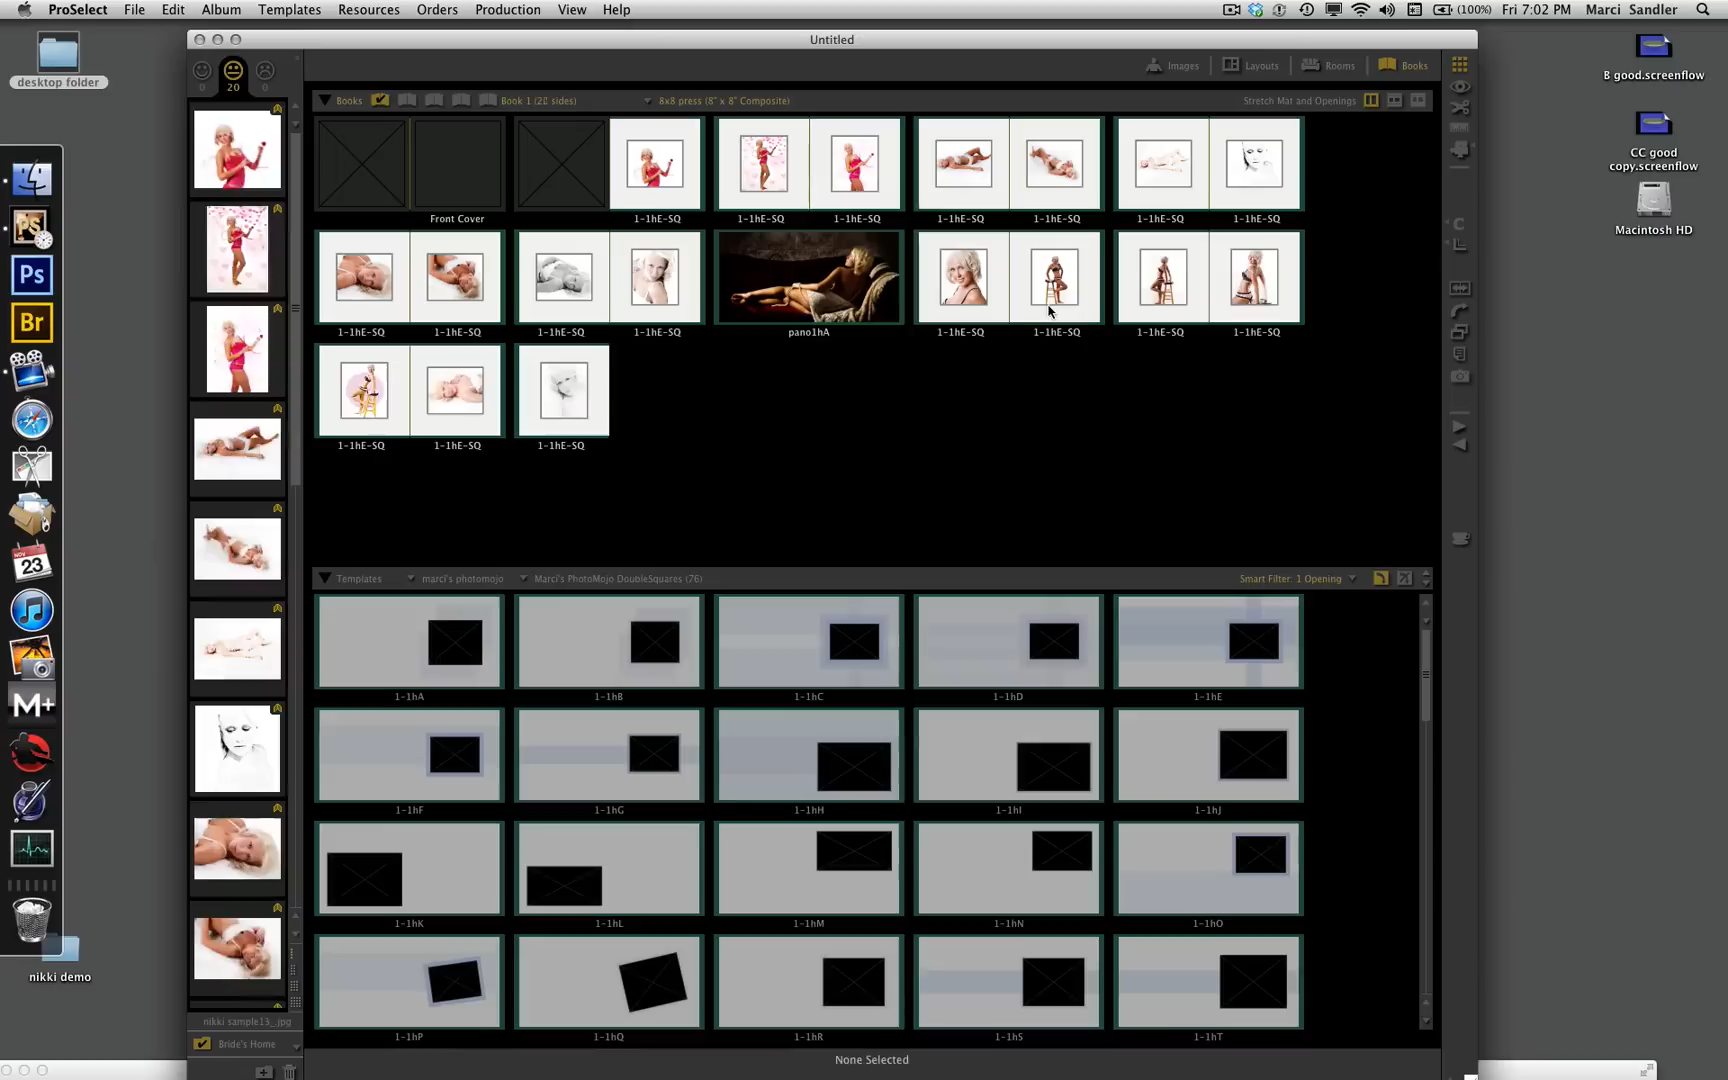 ProSelect File Edit Album Templates Resources Orders Production View Help (100%) Fri 7:02 PM Marci Sandler
Untitled
desktop folder
0 20 0
Images Layouts Rooms Books
Books Book 1 (20 sides) 8x8 press (8" x 8" Composite) Stretch Mat and Openings
Front Cover 1-1hE-SQ 1-1hE-SQ 1-1hE-SQ 1-1hE-SQ 1-1hE-SQ 1-1hE-SQ 1-1hE-SQ
1-1hE-SQ 1-1hE-SQ 1-1hE-SQ 1-1hE-SQ pano1hA 1-1hE-SQ 1-1hE-SQ 1-1hE-SQ 1-1hE-SQ
1-1hE-SQ 1-1hE-SQ 1-1hE-SQ
Templates marci's photomojo Marci's PhotoMojo DoubleSquares (76) Smart Filter: 1 Opening
1-1hA 1-1hB 1-1hC 1-1hD 1-1hE
1-1hF 1-1hG 1-1hH 1-1hI 1-1hJ
1-1hK 1-1hL 1-1hM 1-1hN 1-1hO
1-1hP 1-1hQ 1-1hR 1-1hS 1-1hT
nikki sample13_.jpg
Bride's Home
None Selected
PS
Ps
Br
NOV
23
M+
nikki demo
B good.screenflow
CC good
copy.screenflow
Macintosh HD